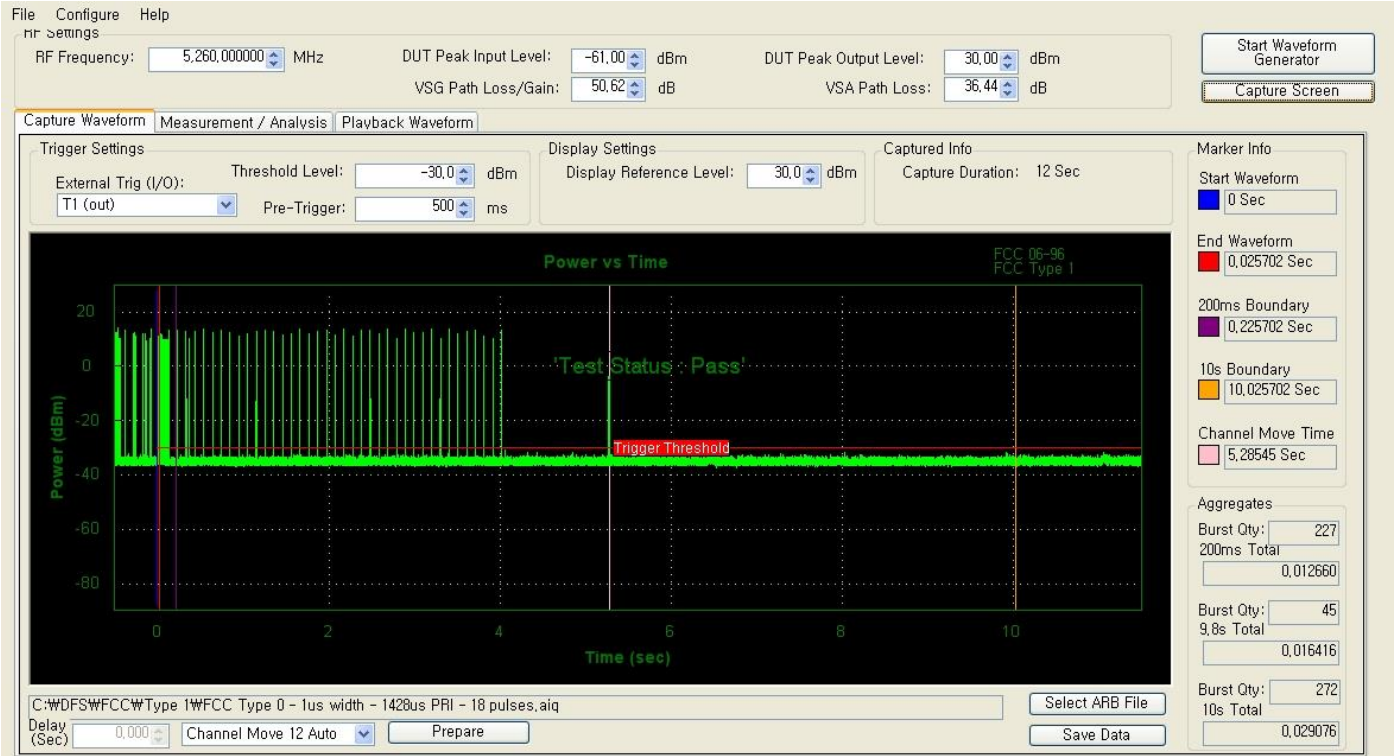 File Configure Help
RF Settings
RF Frequency: 5,260,000000 MHz
DUT Peak Input Level: -61,00 dBm
DUT Peak Output Level: 30,00 dBm
VSG Path Loss/Gain: 50,62 dB
VSA Path Loss: 36,44 dB
Start Waveform
Generator
Capture Screen
Capture Waveform Measurement / Analysis Playback Waveform
Trigger Settings
External Trig (I/O):
T1 (out)
Threshold Level: -30,0 dBm
Pre-Trigger: 500 ms
Display Settings
Display Reference Level: 30,0 dBm
Captured Info
Capture Duration: 12 Sec
Marker Info
Start Waveform
0 Sec
End Waveform
0,025702 Sec
200ms Boundary
0,225702 Sec
10s Boundary
10,025702 Sec
Channel Move Time
5,28545 Sec
Aggregates
Burst Qty: 227
200ms Total
0,012660
Burst Qty: 45
9,8s Total
0,016416
Burst Qty: 272
10s Total
0,029076
Power vs Time
FCC 06-96
FCC Type 1
'Test Status : Pass'
Trigger Threshold
Power (dBm)
20
0
-20
-40
-60
-80
0 2 4 6 8 10
Time (sec)
C:₩DFS₩FCC₩Type 1₩FCC Type 0 - 1us width - 1428us PRI - 18 pulses,aiq
Select ARB File
Delay
(Sec)
0,000
Channel Move 12 Auto
Prepare
Save Data